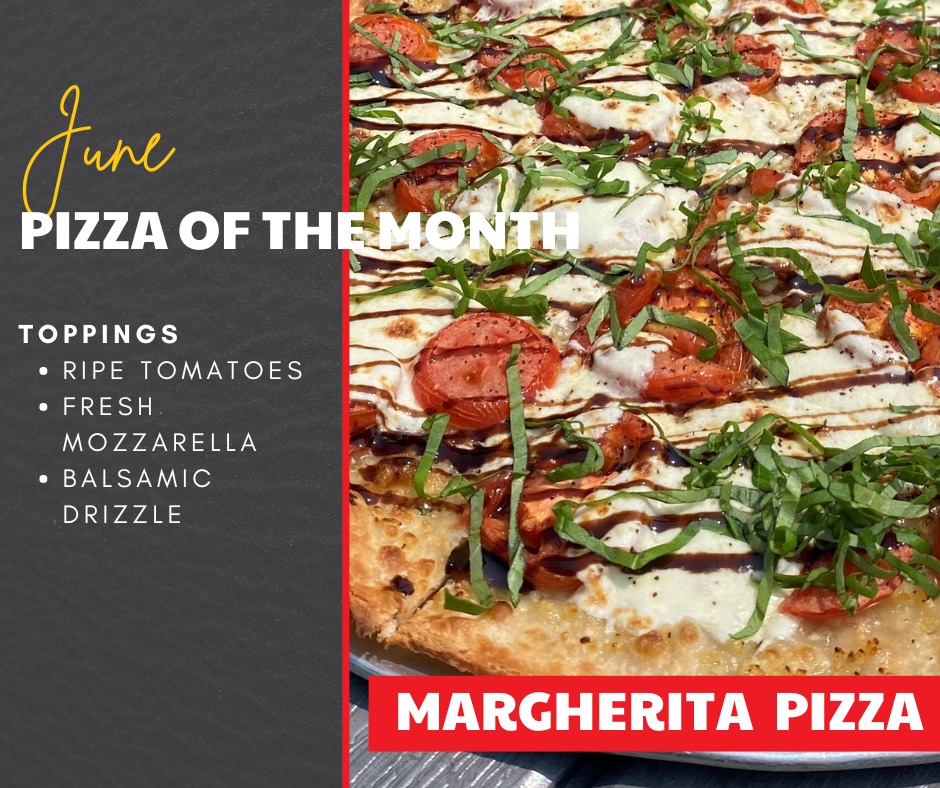 June
PIZZA OF THE MONTH
TOPPINGS
• RIPE TOMATOES
• FRESH
MOZZARELLA
• BALSAMIC
DRIZZLE
MARGHERITA PIZZA